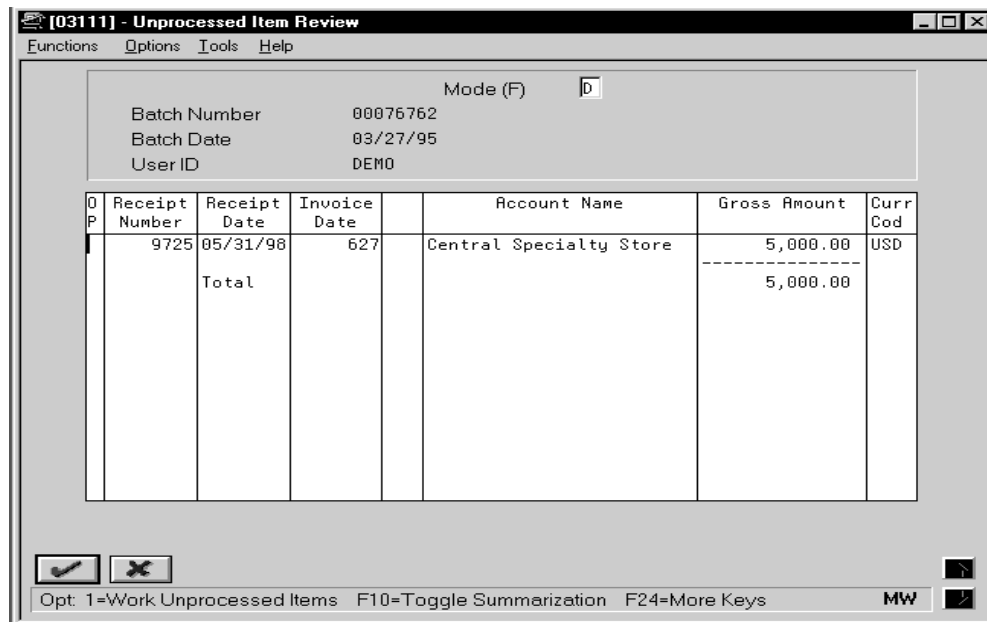 [03111] - Unprocessed Item Review
Functions Options Tools Help
Mode (F) D
Batch Number 00076762
Batch Date 03/27/95
User ID DEMO
O Receipt Receipt Invoice Account Name Gross Amount Curr
P Number Date Date Cod
9725 05/31/98 627 Central Specialty Store 5,000.00 USD
---------------
Total 5,000.00
Opt: 1=Work Unprocessed Items F10=Toggle Summarization F24=More Keys MW